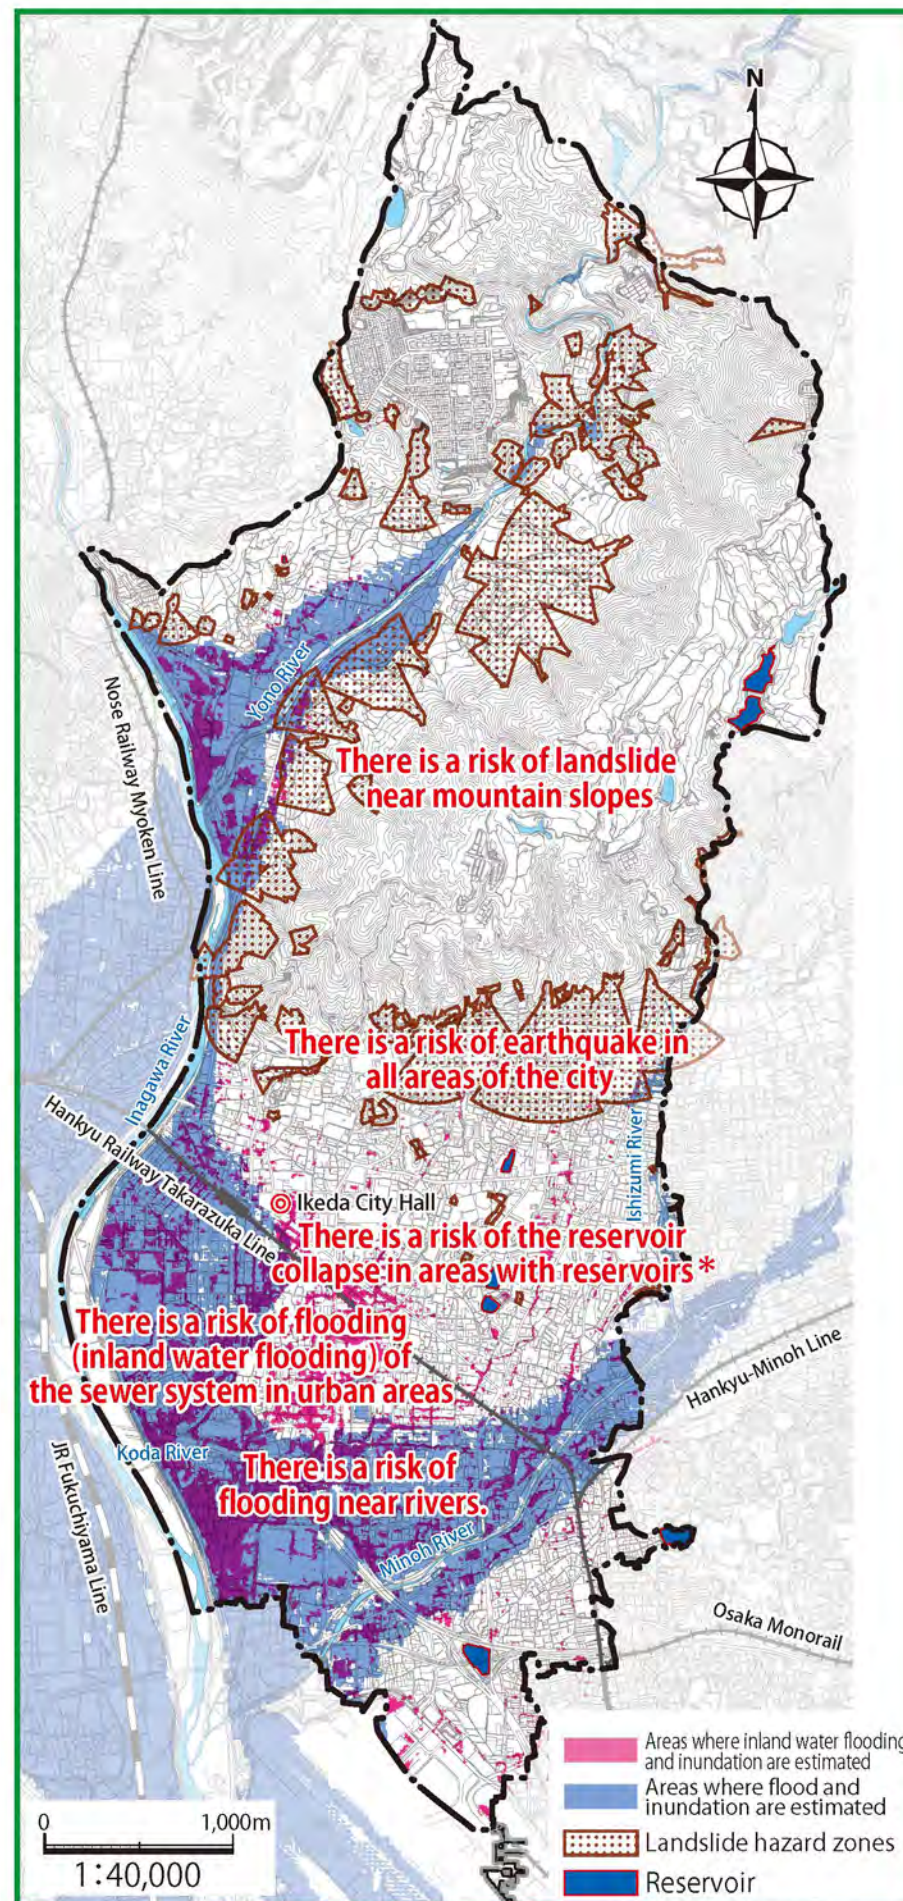 N
Yono River
Nose Railway Myoken Line
There is a risk of landslide
near mountain slopes
Inagawa River
There is a risk of earthquake in
all areas of the city
Ishizumi River
Hankyu Railway Takarazuka Line
Ikeda City Hall
There is a risk of the reservoir
collapse in areas with reservoirs*
There is a risk of flooding
(inland water flooding) of
the sewer system in urban areas
Hankyu-Minoh Line
Koda River
There is a risk of
flooding near rivers.
JR Fukuchiyama Line
Minoh River
Osaka Monorail
Areas where inland water flooding
and inundation are estimated
Areas where flood and
inundation are estimated
Landslide hazard zones
Reservoir
0 1,000m
1:40,000